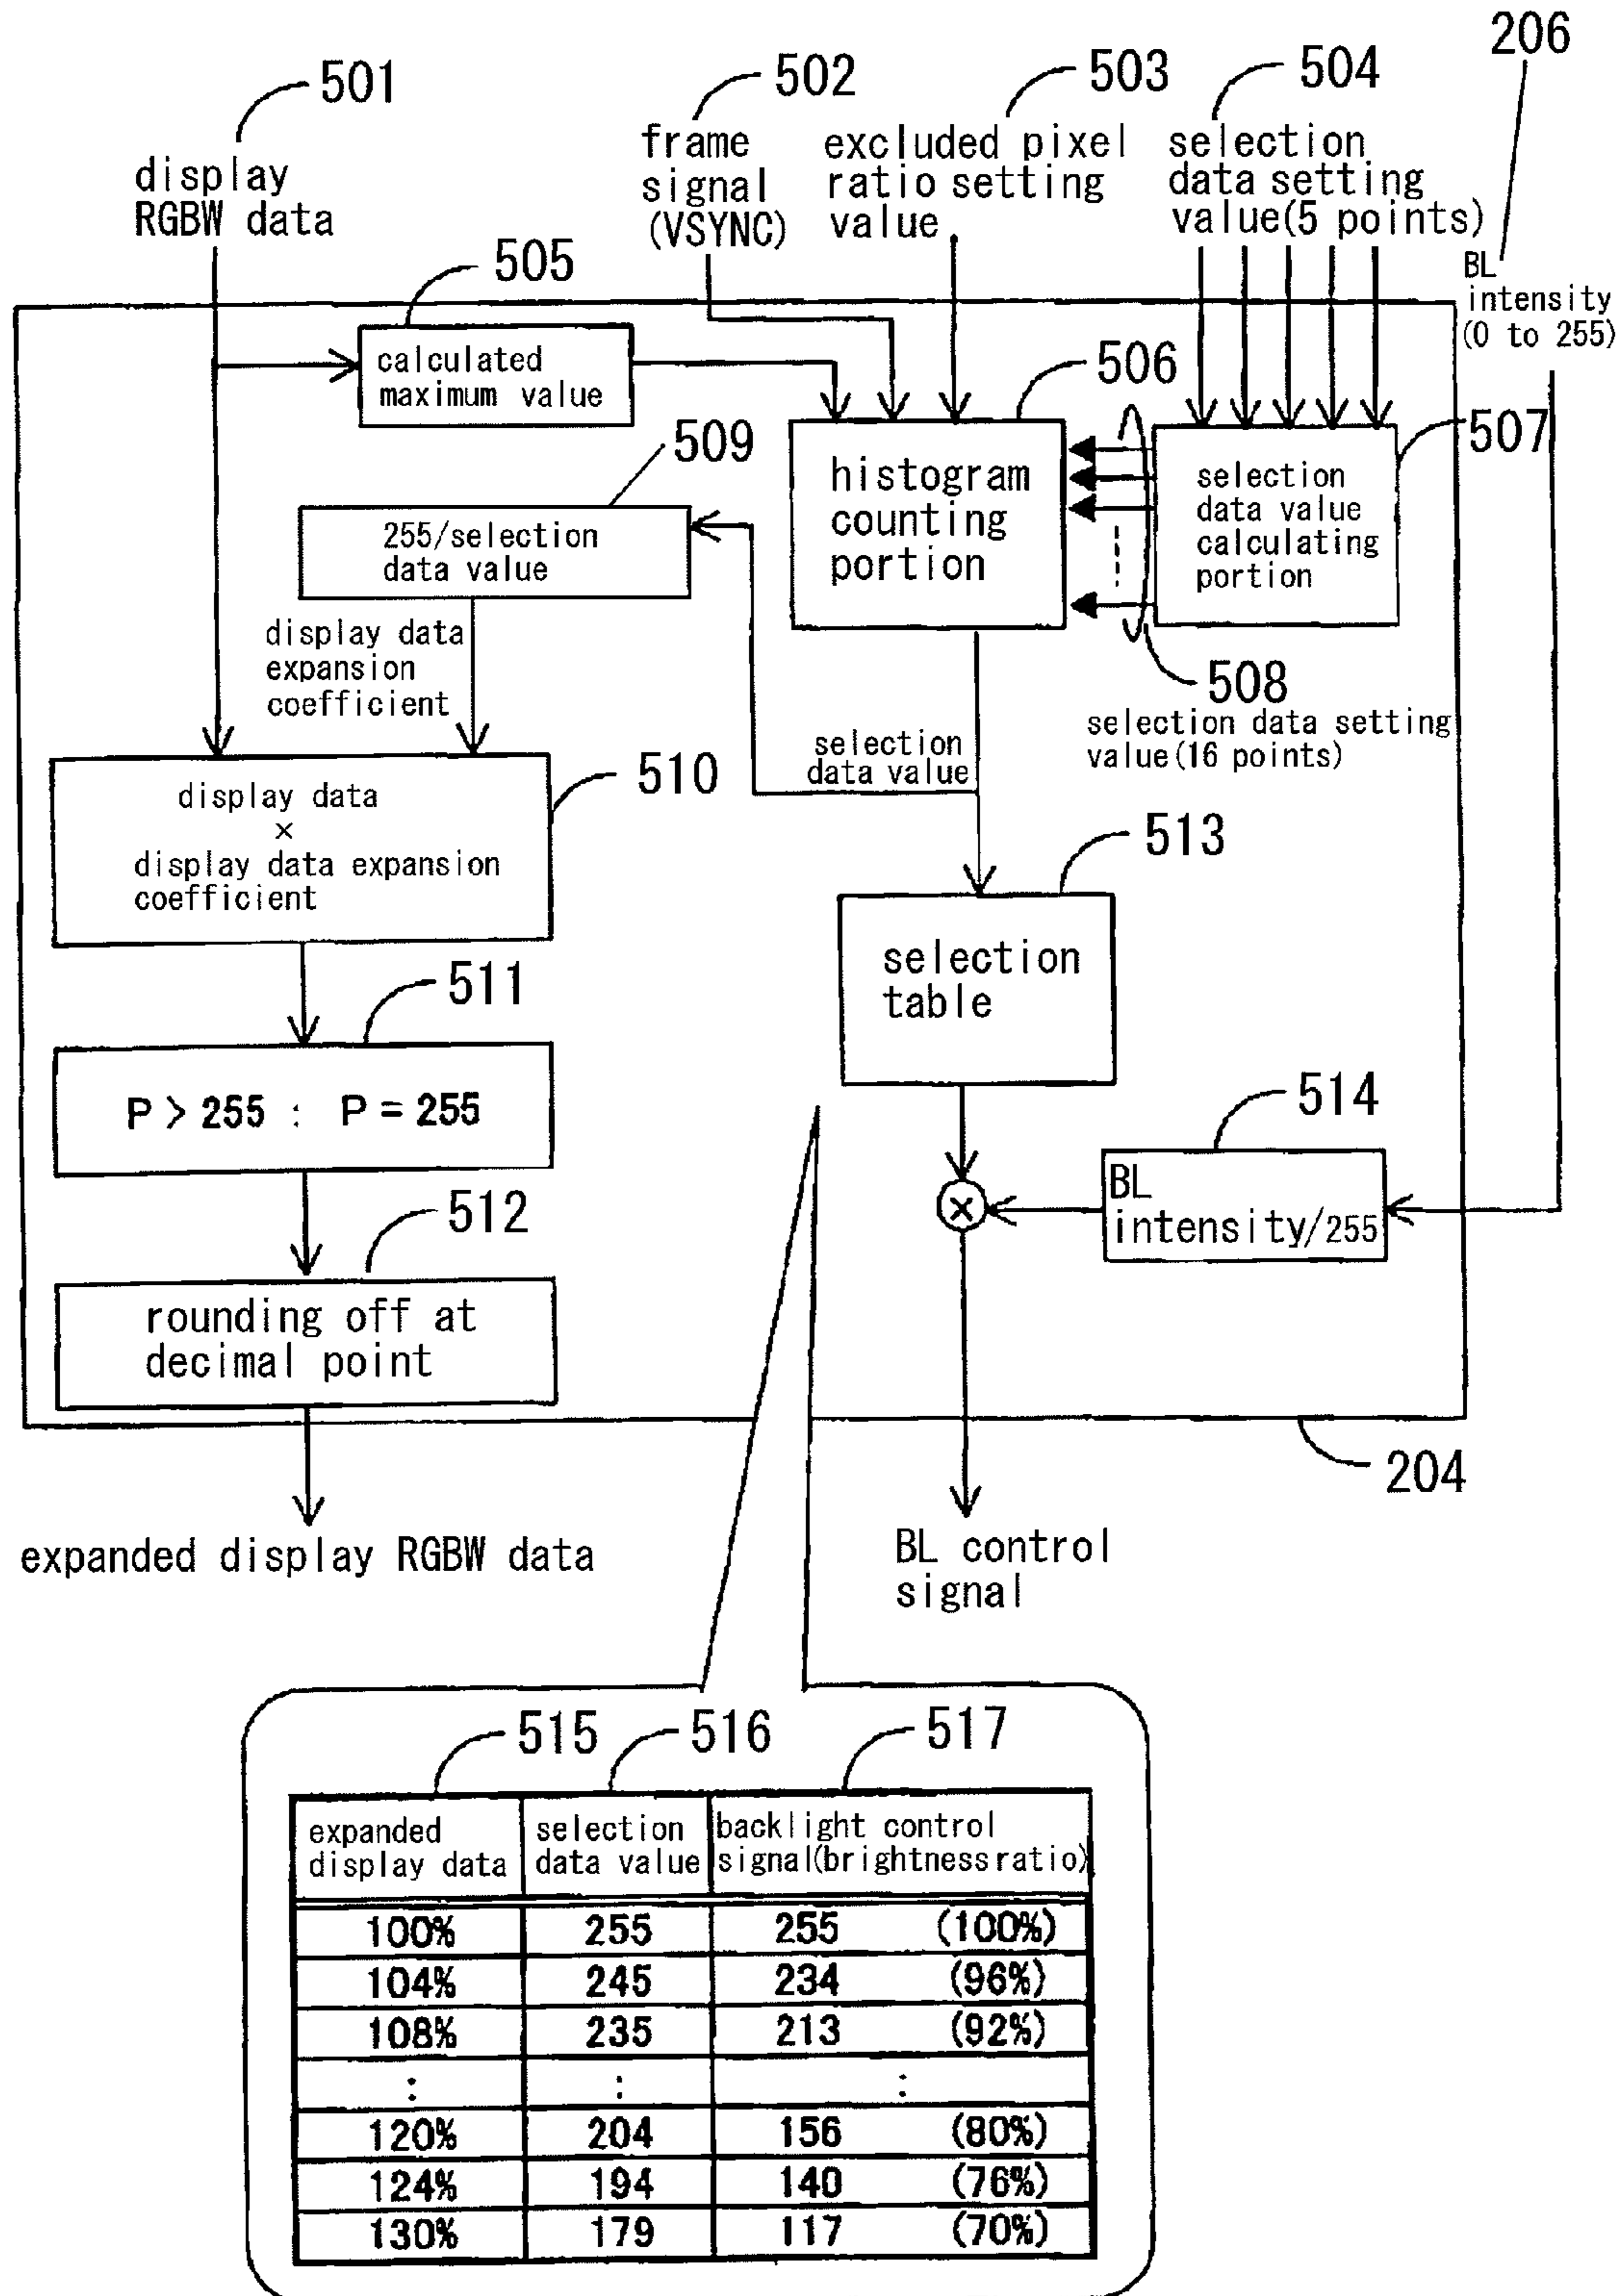 206
501
502
503
504
display
RGBW data
frame
signal
(VSYNC)
excluded pixel
ratio setting
value
selection
data setting
value(5 points)
BL
intensity
(0 to 255)
505
calculated
maximum value
506
507
509
histogram
counting
portion
selection
data value
calculating
portion
255/selection
data value
display data
expansion
coefficient
508
selection data setting
value(16 points)
selection
data value
510
display data
×
display data expansion
coefficient
513
selection
table
511
P > 255 : P = 255
514
BL
intensity/255
×
512
rounding off at
decimal point
204
expanded display RGBW data
BL control
signal
515
516
517
expanded
display data
selection
data value
backlight control
signal(brightness ratio)
100% 255 255 (100%)
104% 245 234 (96%)
108% 235 213 (92%)
: : :
120% 204 156 (80%)
124% 194 140 (76%)
130% 179 117 (70%)